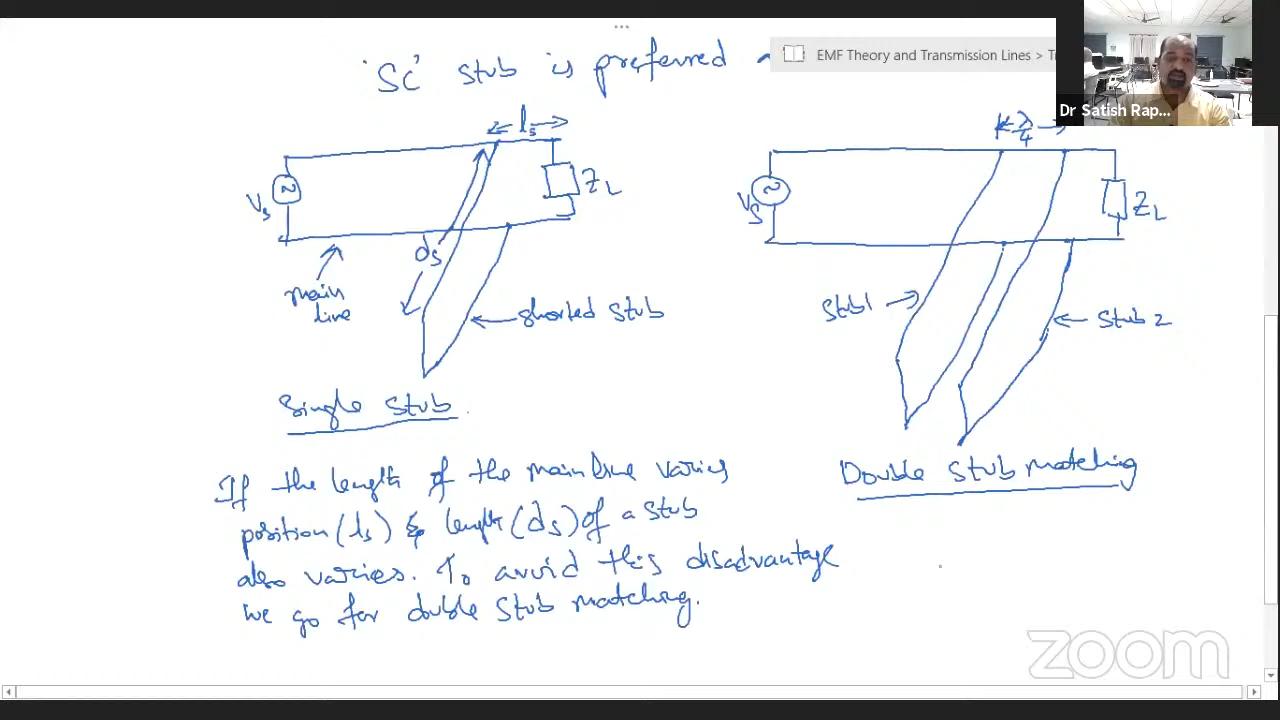 'SC' stub is preferred
EMF Theory and Transmission Lines > T
Dr Satish Rap...
ls
ZL
Vs
ds
main
line
shorted stub
Single stub
λ/4
VS
ZL
Stub1
Stub 2
Double stub matching
If the length of the main line varies
position (ls) & length (ds) of a stub
also varies. To avoid this disadvantage
we go for double stub matching.
zoom